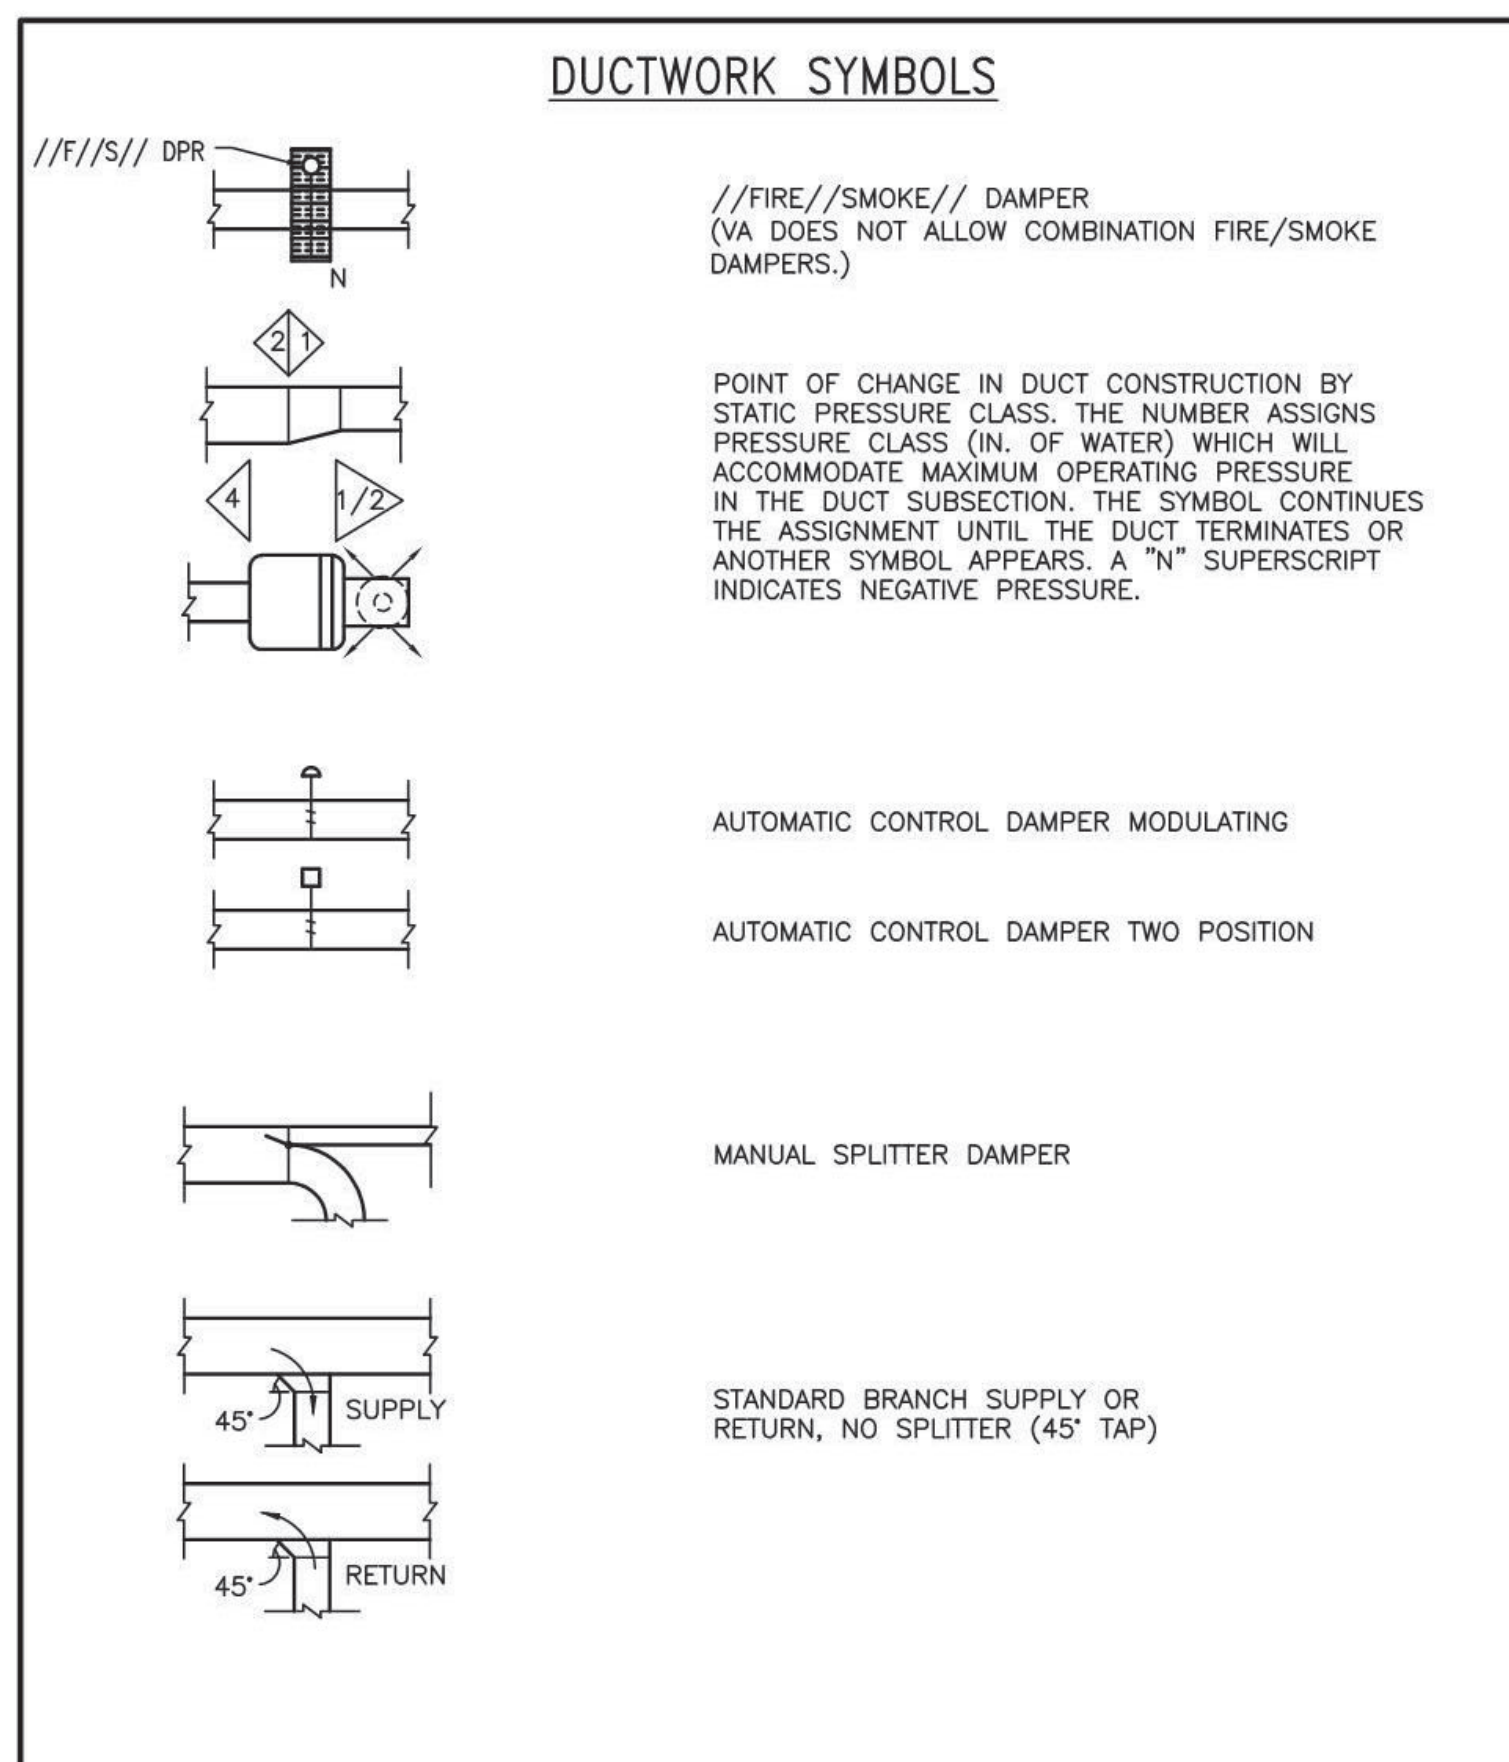 DUCTWORK SYMBOLS
//F//S// DPR
N
//FIRE//SMOKE// DAMPER
(VA DOES NOT ALLOW COMBINATION FIRE/SMOKE
DAMPERS.)
2 1
4
1/2
POINT OF CHANGE IN DUCT CONSTRUCTION BY
STATIC PRESSURE CLASS. THE NUMBER ASSIGNS
PRESSURE CLASS (IN. OF WATER) WHICH WILL
ACCOMMODATE MAXIMUM OPERATING PRESSURE
IN THE DUCT SUBSECTION. THE SYMBOL CONTINUES
THE ASSIGNMENT UNTIL THE DUCT TERMINATES OR
ANOTHER SYMBOL APPEARS. A "N" SUPERSCRIPT
INDICATES NEGATIVE PRESSURE.
AUTOMATIC CONTROL DAMPER MODULATING
AUTOMATIC CONTROL DAMPER TWO POSITION
MANUAL SPLITTER DAMPER
45° SUPPLY
STANDARD BRANCH SUPPLY OR
RETURN, NO SPLITTER (45° TAP)
45° RETURN